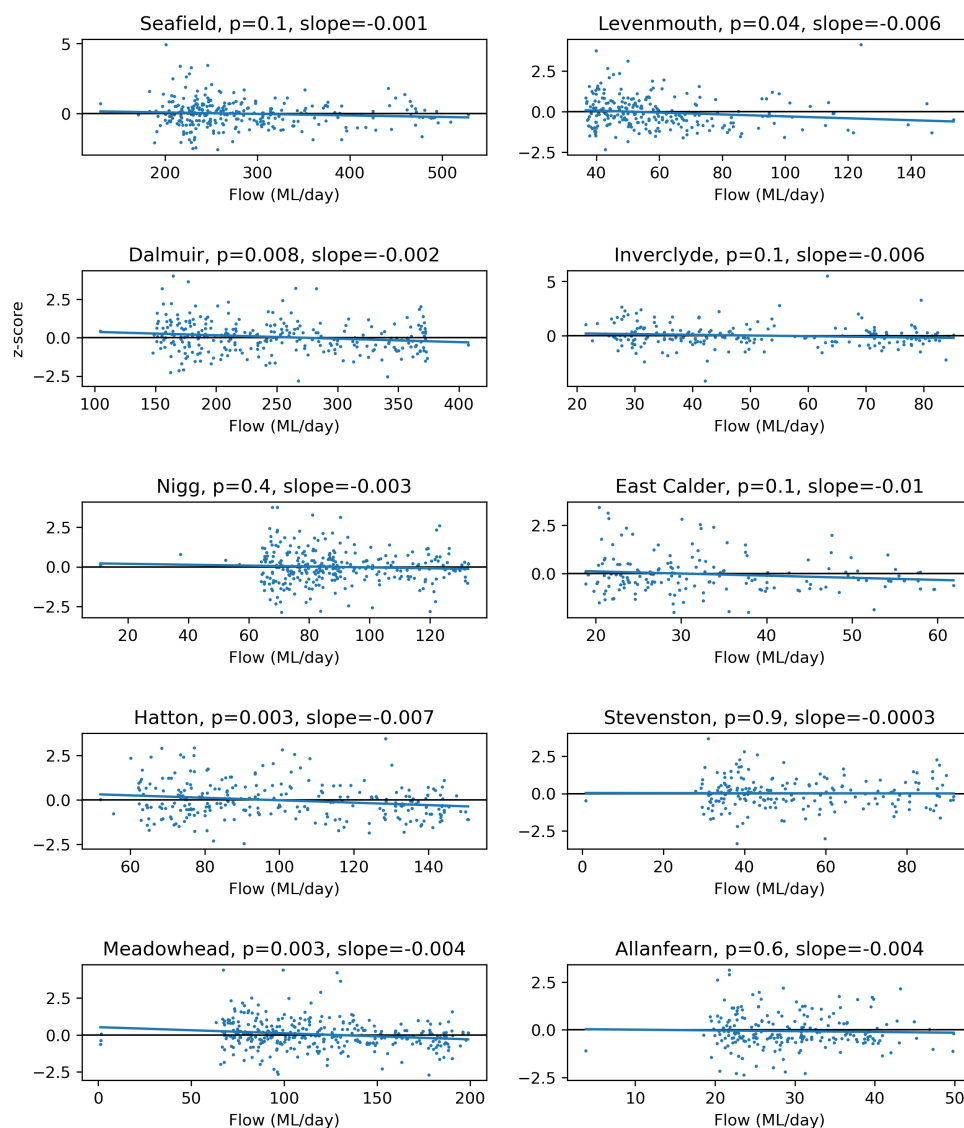 Seafield, p=0.1, slope=-0.001
5
0
200 300 400 500
Flow (ML/day)
Levenmouth, p=0.04, slope=-0.006
2.5
0.0
−2.5
40 60 80 100 120 140
Flow (ML/day)
z-score
Dalmuir, p=0.008, slope=-0.002
2.5
0.0
−2.5
100 150 200 250 300 350 400
Flow (ML/day)
Inverclyde, p=0.1, slope=-0.006
5
0
20 30 40 50 60 70 80
Flow (ML/day)
Nigg, p=0.4, slope=-0.003
2.5
0.0
−2.5
20 40 60 80 100 120
Flow (ML/day)
East Calder, p=0.1, slope=-0.01
2.5
0.0
20 30 40 50 60
Flow (ML/day)
Hatton, p=0.003, slope=-0.007
2.5
0.0
−2.5
60 80 100 120 140
Flow (ML/day)
Stevenston, p=0.9, slope=-0.0003
2.5
0.0
−2.5
0 20 40 60 80
Flow (ML/day)
Meadowhead, p=0.003, slope=-0.004
2.5
0.0
−2.5
0 50 100 150 200
Flow (ML/day)
Allanfearn, p=0.6, slope=-0.004
2.5
0.0
−2.5
10 20 30 40 50
Flow (ML/day)